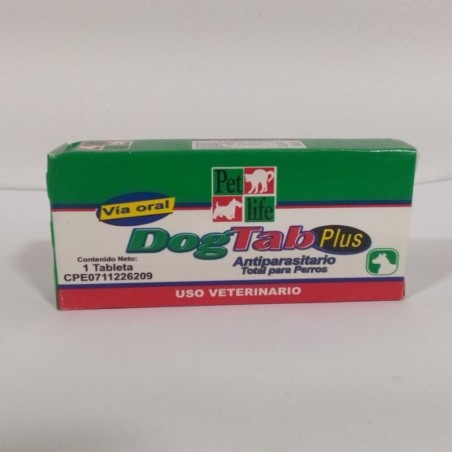 Pet
life
Vía oral
DogTab Plus
Antiparasitario
Total para Perros
Contenido Neto:
1 Tableta
CPE0711226209
USO VETERINARIO